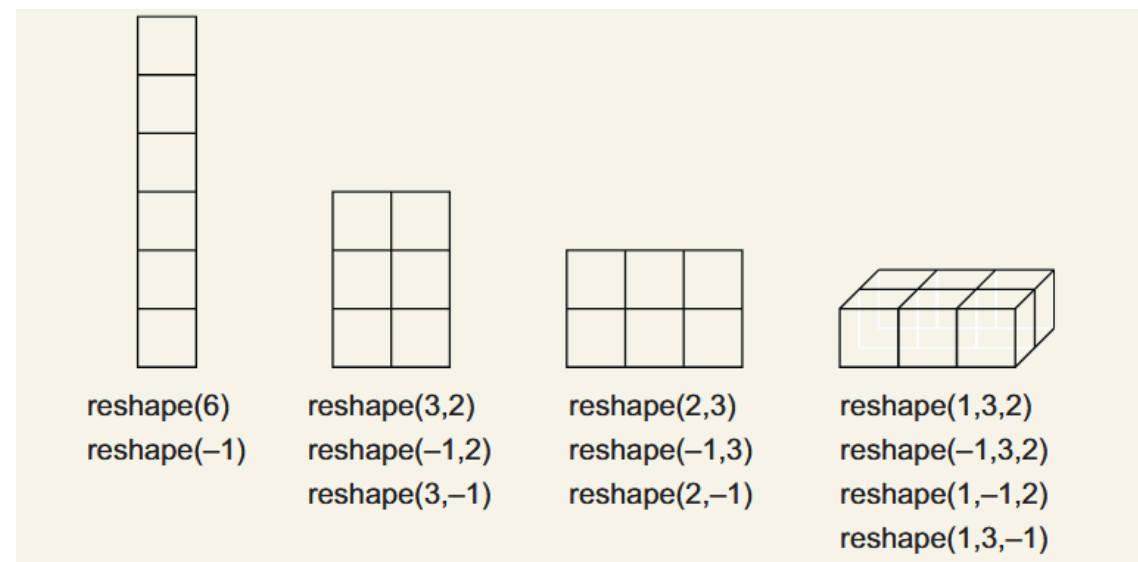 reshape(6)
reshape(–1)
reshape(3,2)
reshape(–1,2)
reshape(3,–1)
reshape(2,3)
reshape(–1,3)
reshape(2,–1)
reshape(1,3,2)
reshape(–1,3,2)
reshape(1,–1,2)
reshape(1,3,–1)